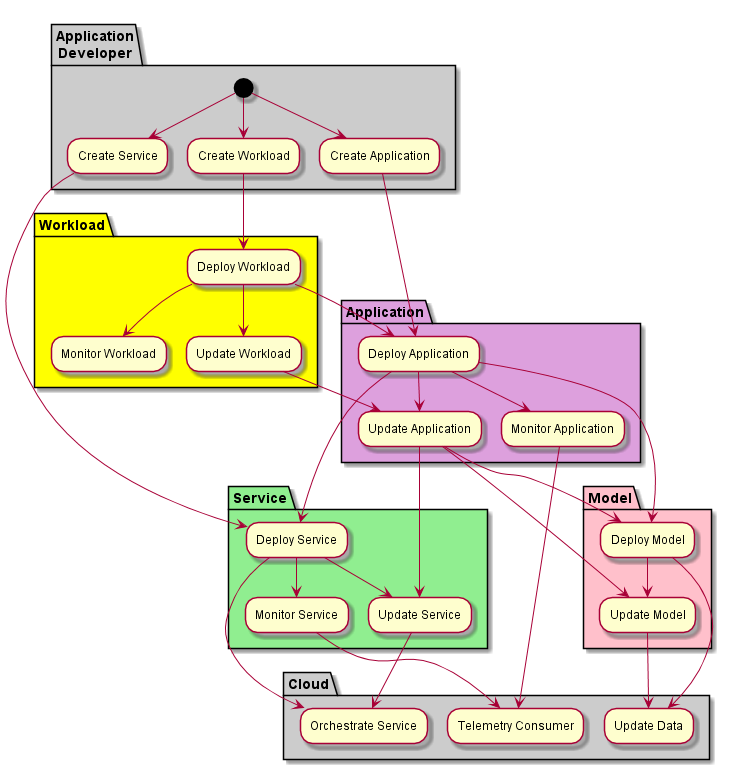 Application
Developer
Create Service
Create Workload
Create Application
Workload
Deploy Workload
Monitor Workload
Update Workload
Application
Deploy Application
Update Application
Monitor Application
Service
Deploy Service
Monitor Service
Update Service
Model
Deploy Model
Update Model
Cloud
Orchestrate Service
Telemetry Consumer
Update Data